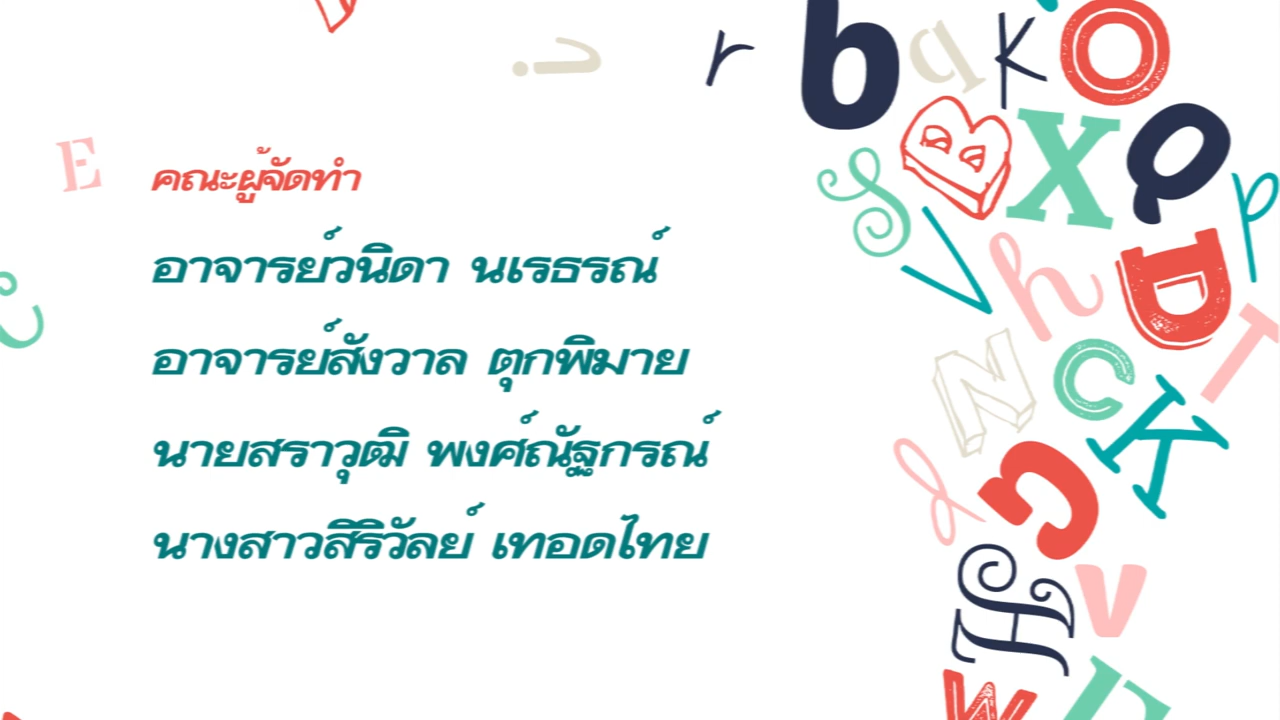 คณะผู้จัดทำ
อาจารย์วนิดา นเรธรณ์
อาจารย์สังวาล ตุกพิมาย
นายสราวุฒิ พงศ์ณัฐกรณ์
นางสาวสิริวัลย์ เทอดไทย